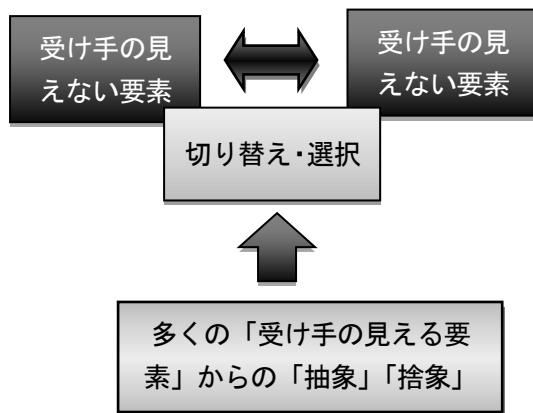 受け手の見
えない要素
受け手の見
えない要素
切り替え・選択
多くの「受け手の見える要
素」からの「抽象」「捨象」